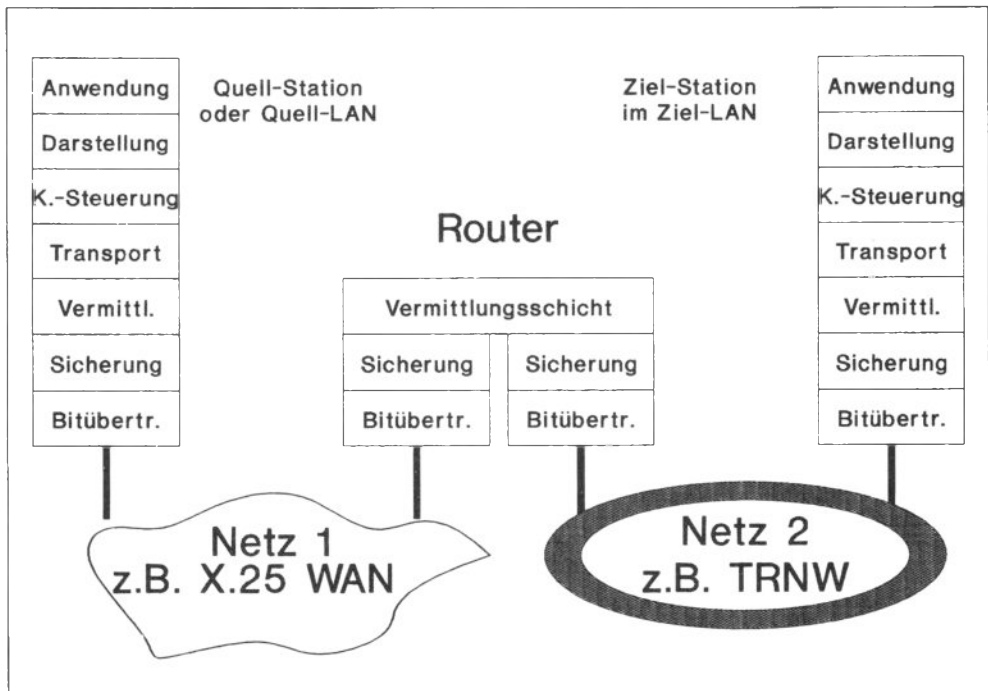 Anwendung
Darstellung
K.-Steuerung
Transport
Vermittl.
Sicherung
Bitübertr.
Quell-Station
oder Quell-LAN
Router
Vermittlungsschicht
Sicherung
Bitübertr.
Sicherung
Bitübertr.
Ziel-Station
im Ziel-LAN
Anwendung
Darstellung
K.-Steuerung
Transport
Vermittl.
Sicherung
Bitübertr.
Netz 1
z.B. X.25 WAN
Netz 2
z.B. TRNW